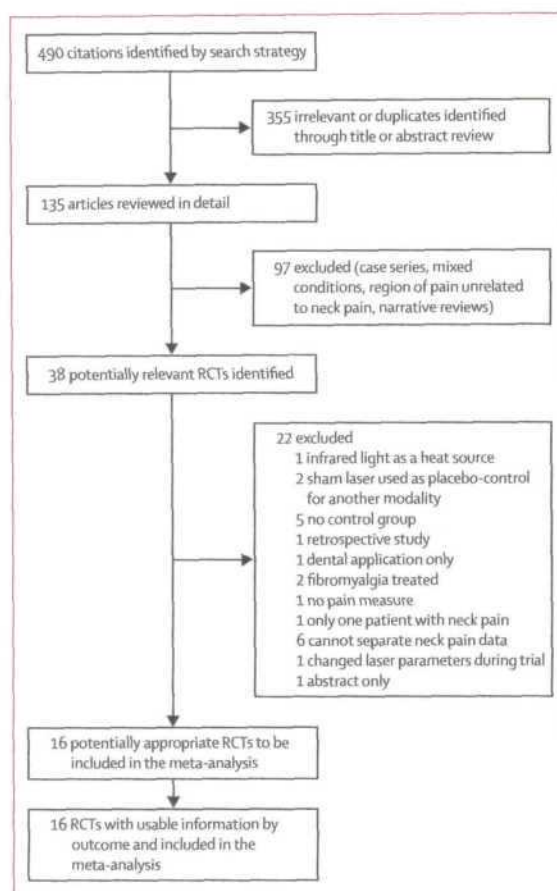 490 citations identified by search strategy
355 irrelevant or duplicates identified
through title or abstract review
135 articles reviewed in detail
97 excluded (case series, mixed
conditions, region of pain unrelated
to neck pain, narrative reviews)
38 potentially relevant RCTs identified
22 excluded
1 infrared light as a heat source
2 sham laser used as placebo-control
for another modality
5 no control group
1 retrospective study
1 dental application only
2 fibromyalgia treated
1 no pain measure
1 only one patient with neck pain
6 cannot separate neck pain data
1 changed laser parameters during trial
1 abstract only
16 potentially appropriate RCTs to be
included in the meta-analysis
16 RCTs with usable information by
outcome and included in the
meta-analysis